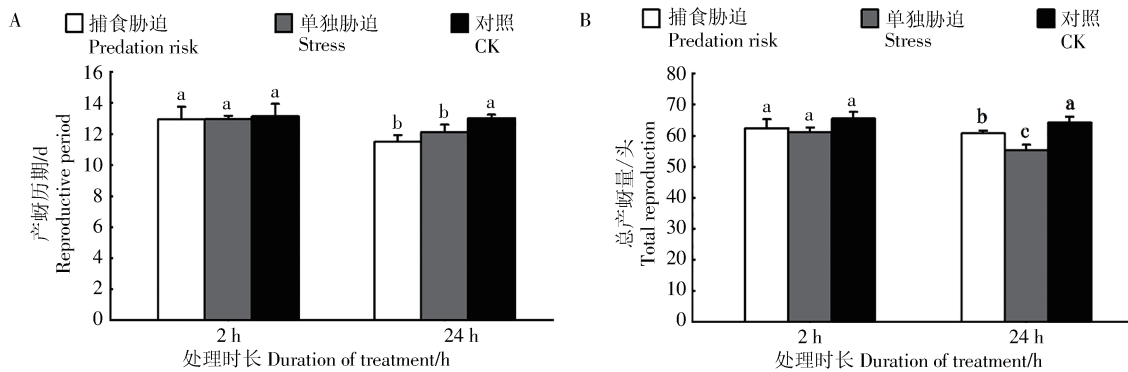 A
捕食胁迫
Predation risk
单独胁迫
Stress
对照
CK
产蚜历期/d
Reproductive period
16
14
12
10
8
6
4
2
0
a
a
a
b
b
a
2 h
24 h
处理时长 Duration of treatment/h
B
捕食胁迫
Predation risk
单独胁迫
Stress
对照
CK
总产蚜量/头
Total reproduction
80
70
60
50
40
30
20
10
0
a
a
a
b
c
a
2 h
24 h
处理时长 Duration of treatment/h